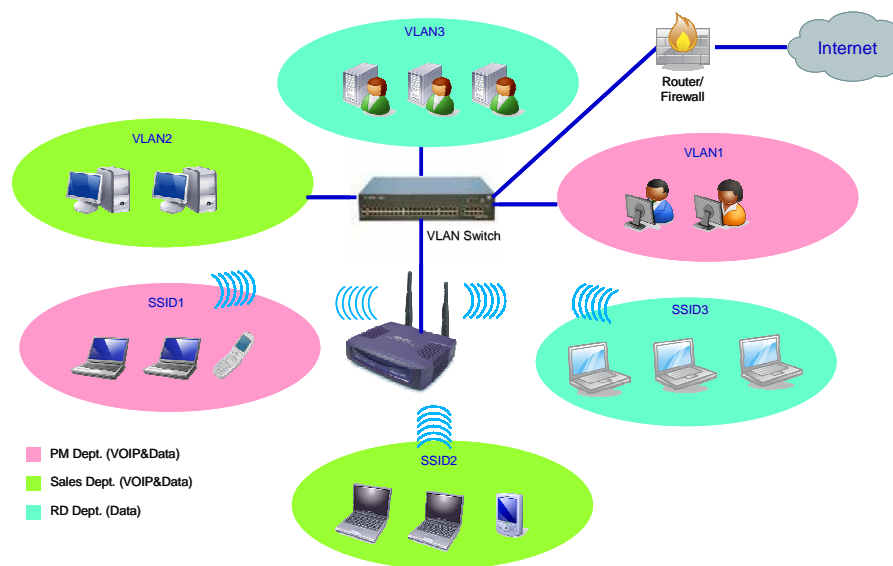 VLAN3
Internet
Router/
Firewall
VLAN2
VLAN1
VLAN Switch
SSID1
SSID3
SSID2
PM Dept. (VOIP&Data)
Sales Dept. (VOIP&Data)
RD Dept. (Data)